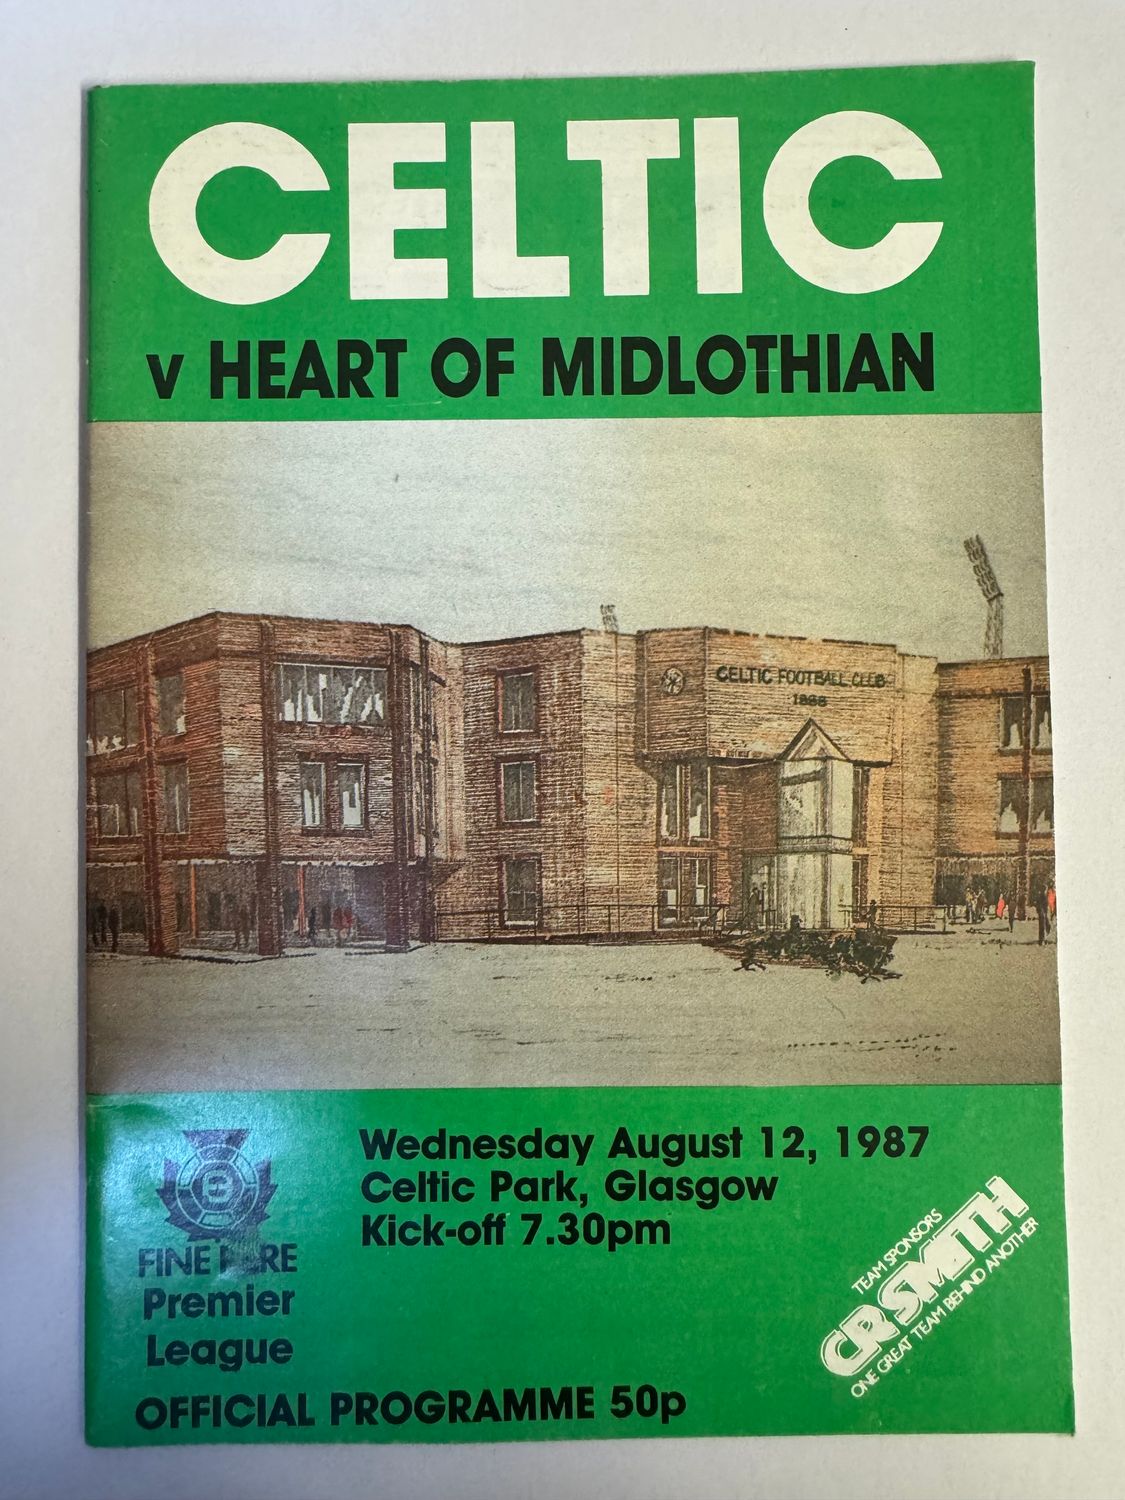 CELTIC
v HEART OF MIDLOTHIAN
CELTIC FOOTBALL CLUB
1888
Wednesday August 12, 1987
Celtic Park, Glasgow
Kick-off 7.30pm
FINE FARE
Premier
League
OFFICIAL PROGRAMME 50p
TEAM SPONSORS
CR SMITH
ONE GREAT TEAM BEHIND ANOTHER